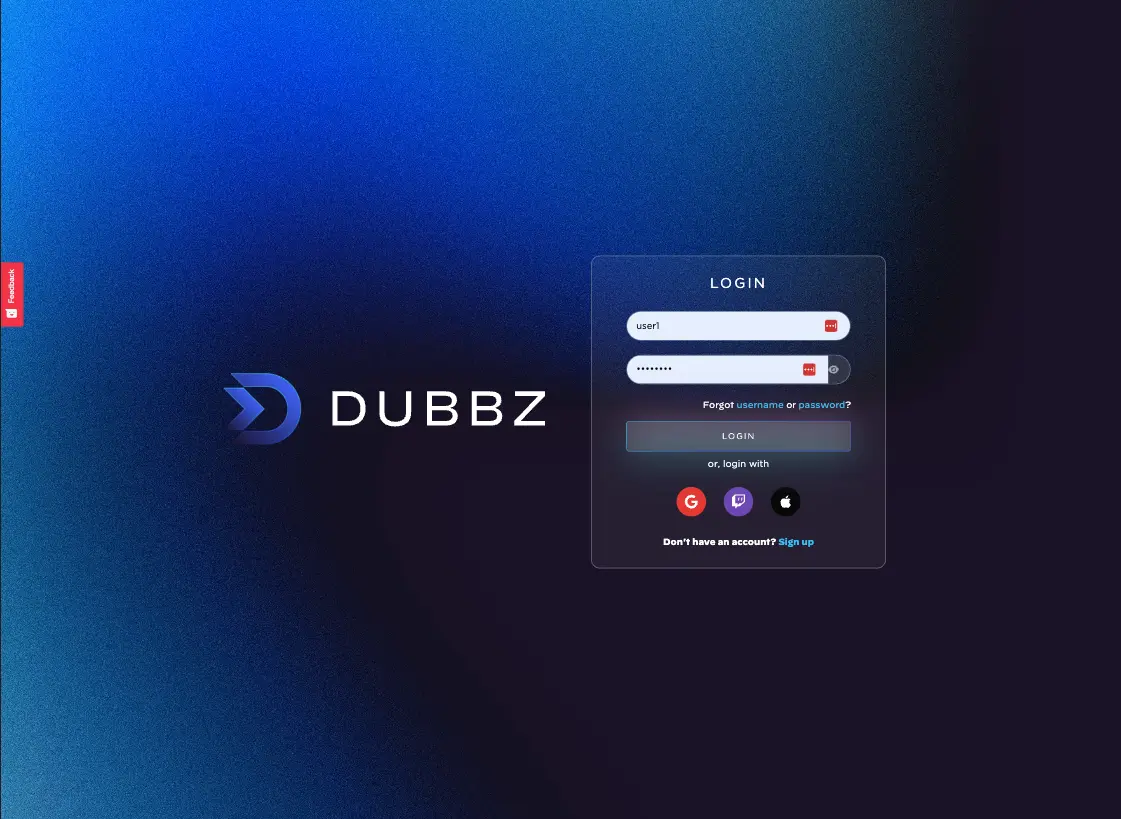 LOGIN
user1
••••••••
Forgot username or password?
LOGIN
or, login with
Don't have an account? Sign up
DUBBZ
Feedback